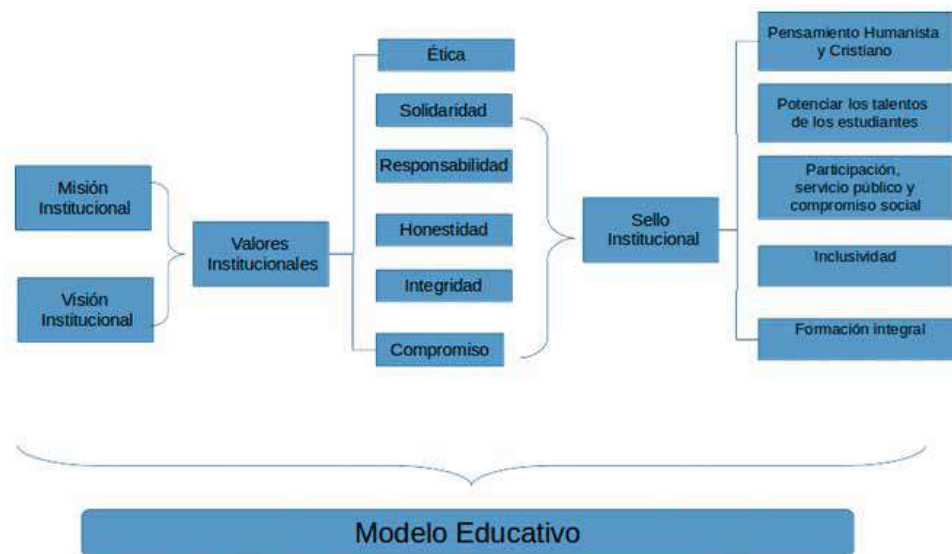 Misión
Institucional
Visión
Institucional
Valores
Institucionales
Ética
Solidaridad
Responsabilidad
Honestidad
Integridad
Compromiso
Sello
Institucional
Pensamiento Humanista
y Cristiano
Potenciar los talentos
de los estudiantes
Participación,
servicio público y
compromiso social
Inclusividad
Formación integral
Modelo Educativo